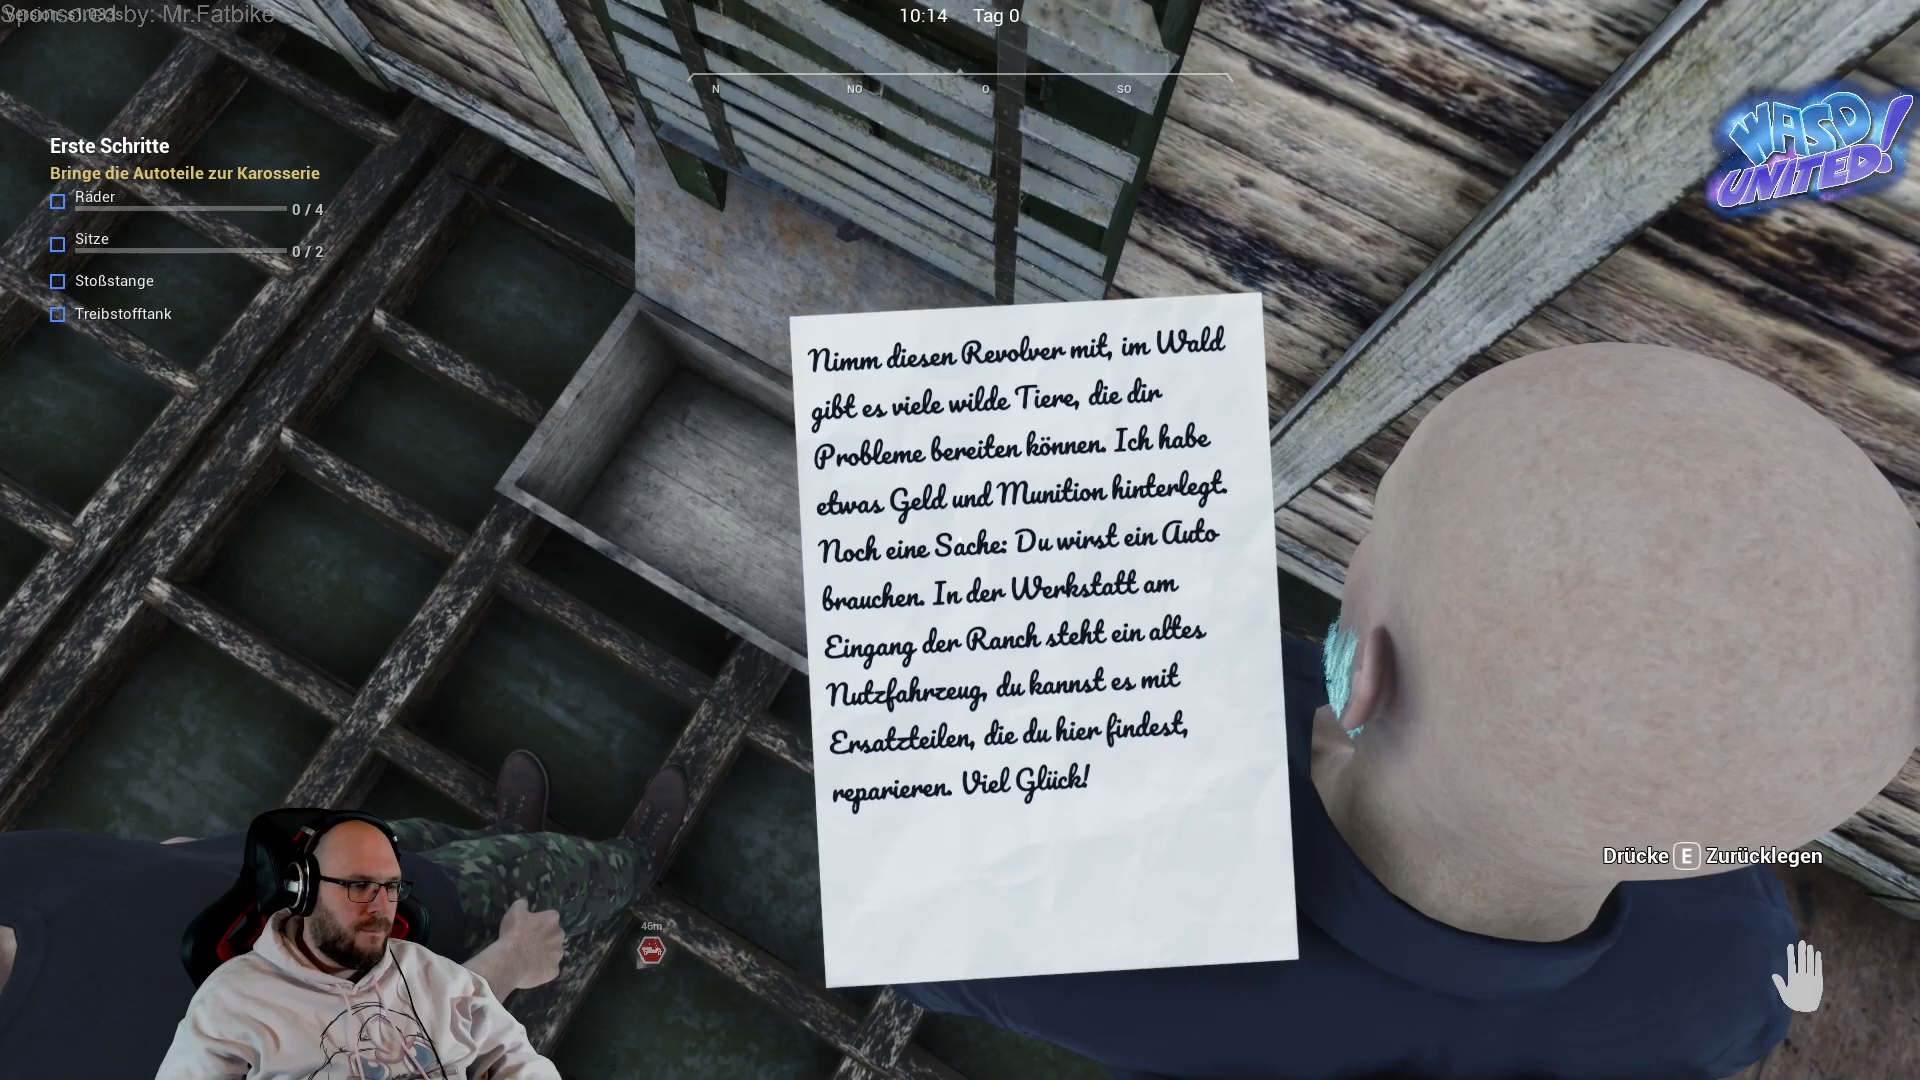 Sponsored by: Mr.Fatbike
10:14 Tag 0
N NO O SO
WASD UNITED!
Erste Schritte
Bringe die Autoteile zur Karosserie
Räder
0 / 4
Sitze
0 / 2
Stoßstange
Treibstofftank
Nimm diesen Revolver mit, im Wald
gibt es viele wilde Tiere, die dir
Probleme bereiten können. Ich habe
etwas Geld und Munition hinterlegt.
Noch eine Sache: Du wirst ein Auto
brauchen. In der Werkstatt am
Eingang der Ranch steht ein altes
Nutzfahrzeug, du kannst es mit
Ersatzteilen, die du hier findest,
reparieren. Viel Glück!
Drücke E Zurücklegen
46m